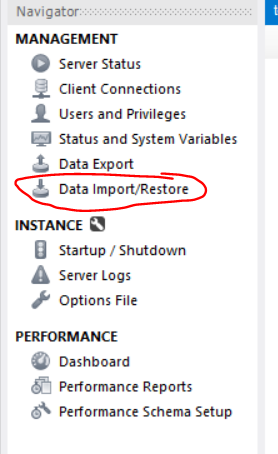 Navigator
MANAGEMENT
Server Status
Client Connections
Users and Privileges
Status and System Variables
Data Export
Data Import/Restore
INSTANCE
Startup / Shutdown
Server Logs
Options File
PERFORMANCE
Dashboard
Performance Reports
Performance Schema Setup